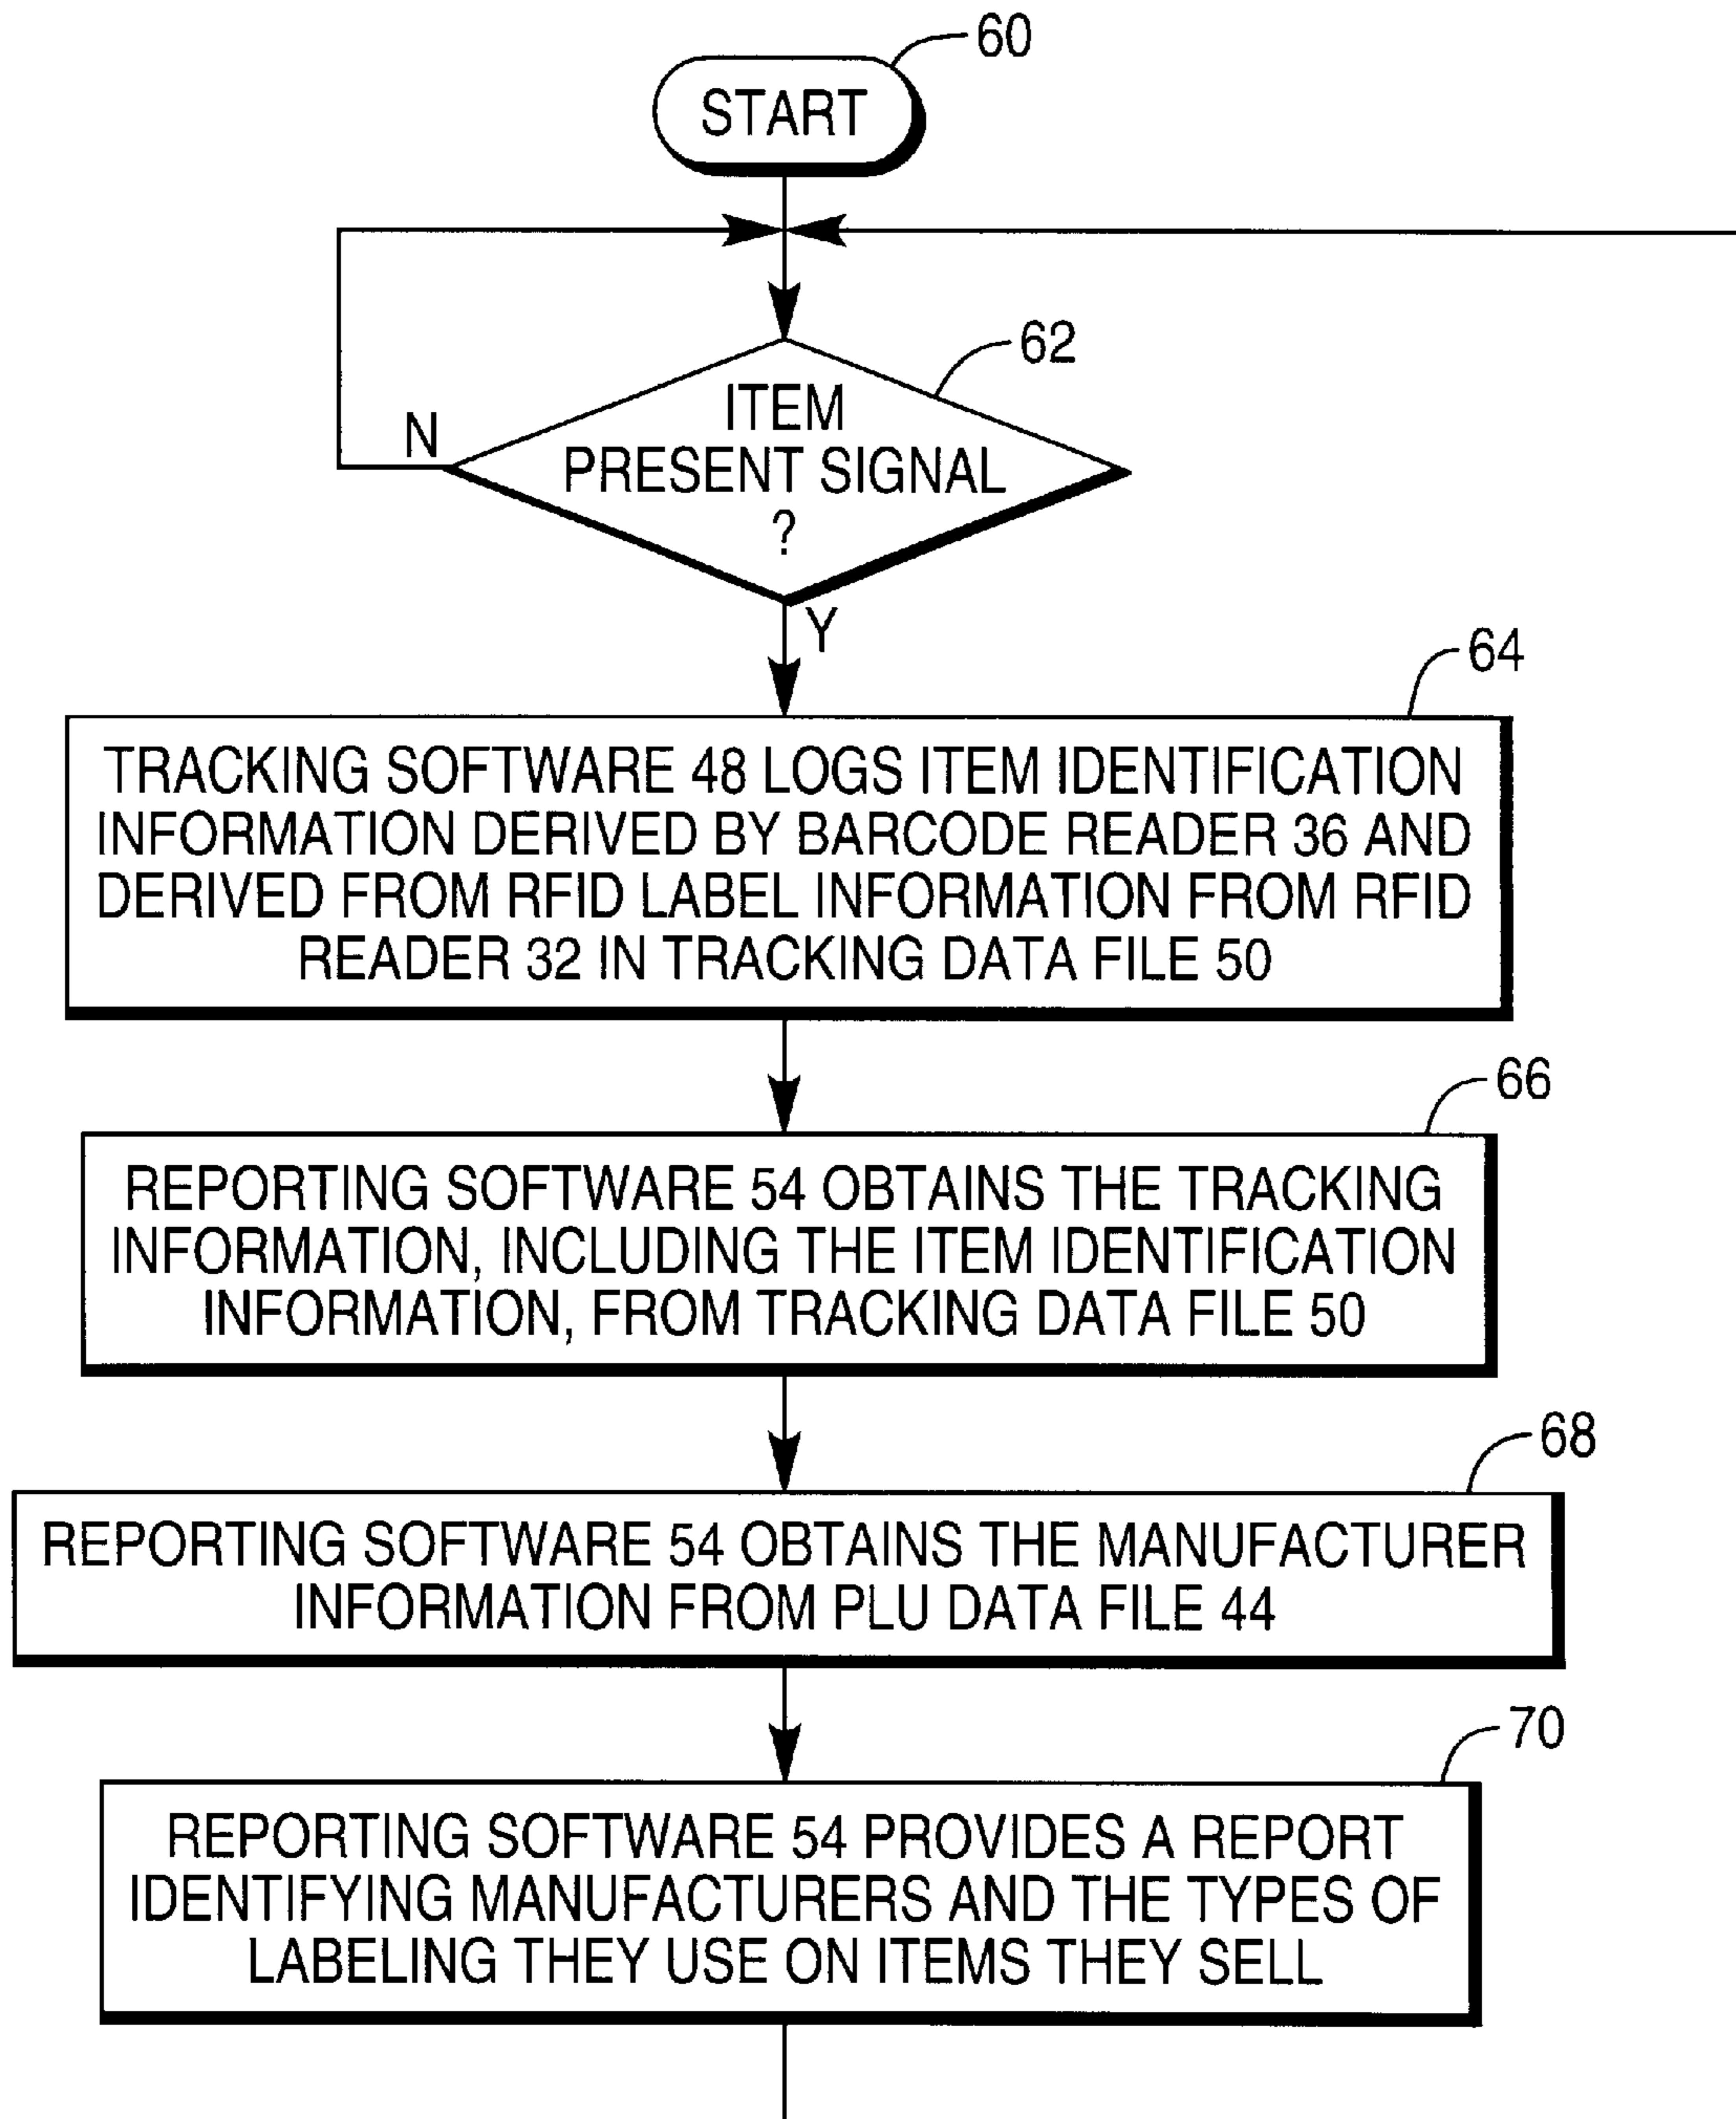 60
START
62
ITEM
PRESENT SIGNAL
?
N
Y
64
TRACKING SOFTWARE 48 LOGS ITEM IDENTIFICATION
INFORMATION DERIVED BY BARCODE READER 36 AND
DERIVED FROM RFID LABEL INFORMATION FROM RFID
READER 32 IN TRACKING DATA FILE 50
66
REPORTING SOFTWARE 54 OBTAINS THE TRACKING
INFORMATION, INCLUDING THE ITEM IDENTIFICATION
INFORMATION, FROM TRACKING DATA FILE 50
68
REPORTING SOFTWARE 54 OBTAINS THE MANUFACTURER
INFORMATION FROM PLU DATA FILE 44
70
REPORTING SOFTWARE 54 PROVIDES A REPORT
IDENTIFYING MANUFACTURERS AND THE TYPES OF
LABELING THEY USE ON ITEMS THEY SELL